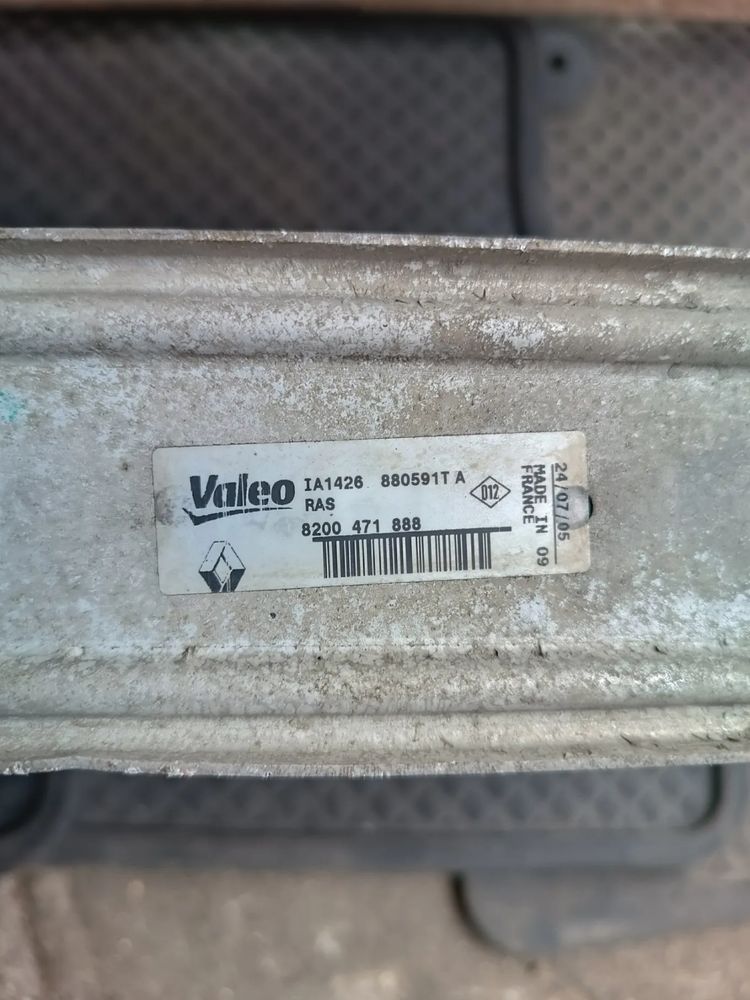 Valeo
IA1426 880591T A
RAS
8200 471 888
D12
24/07/05
MADE IN 09
FRANCE